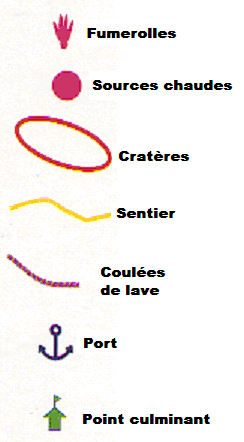 Fumerolles
Sources chaudes
Cratères
Sentier
Coulées
de lave
Port
Point culminant